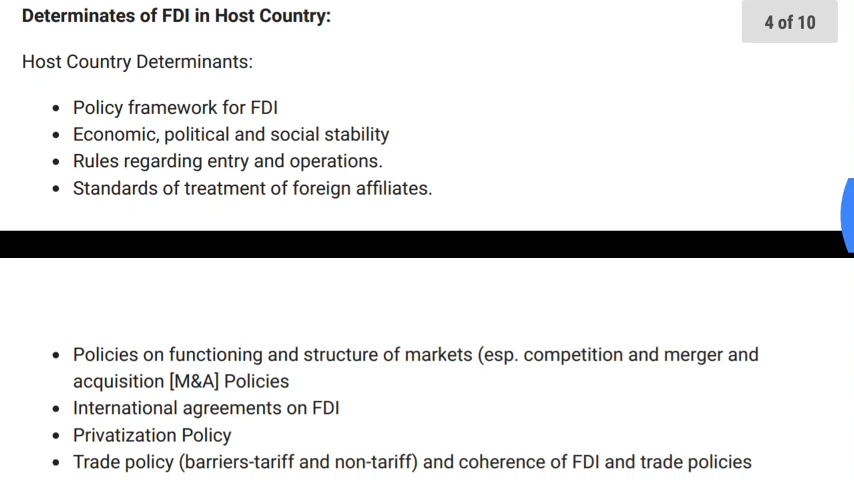 Determinates of FDI in Host Country:
4 of 10
Host Country Determinants:
• Policy framework for FDI
• Economic, political and social stability
• Rules regarding entry and operations.
• Standards of treatment of foreign affiliates.
• Policies on functioning and structure of markets (esp. competition and merger and
acquisition [M&A] Policies
• International agreements on FDI
• Privatization Policy
• Trade policy (barriers-tariff and non-tariff) and coherence of FDI and trade policies